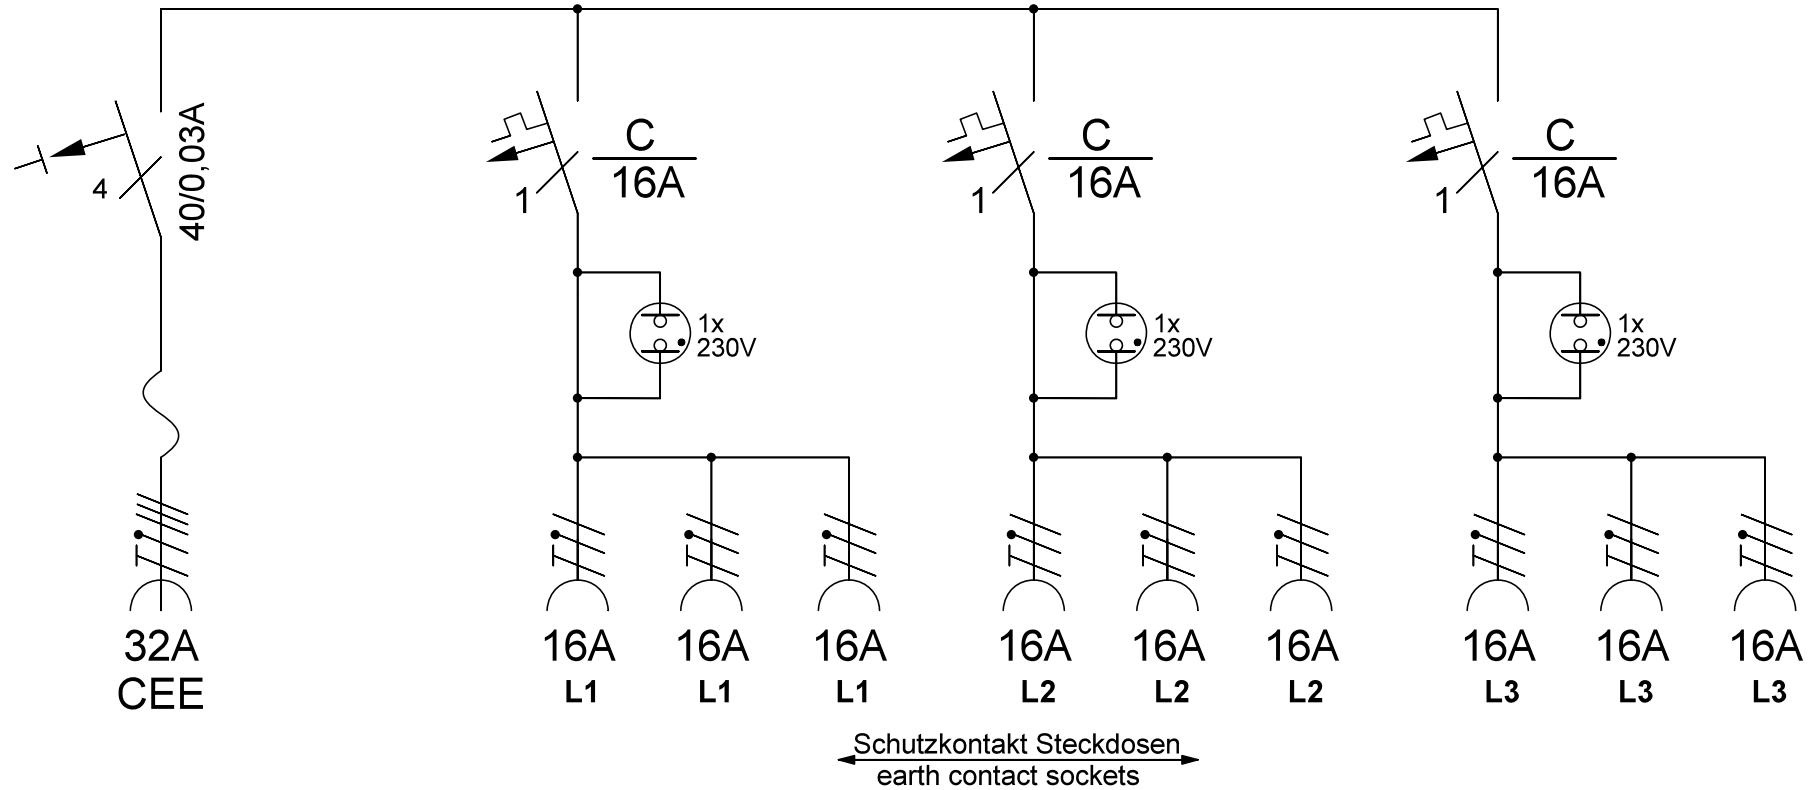 40/0,03A
4
C
16A
1
C
16A
1
C
16A
1
1x
230V
1x
230V
1x
230V
32A
CEE
16A
L1
16A
L1
16A
L1
16A
L2
16A
L2
16A
L2
16A
L3
16A
L3
16A
L3
Schutzkontakt Steckdosen
earth contact sockets